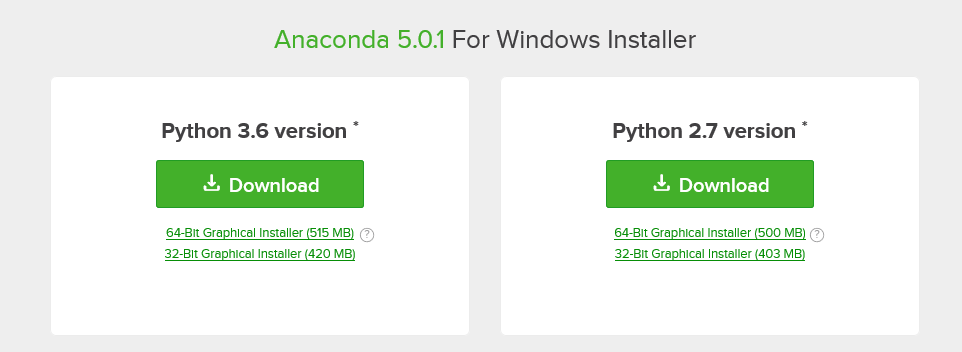 Anaconda 5.0.1 For Windows Installer
Python 3.6 version *
Download
64-Bit Graphical Installer (515 MB) ?
32-Bit Graphical Installer (420 MB)
Python 2.7 version *
Download
64-Bit Graphical Installer (500 MB) ?
32-Bit Graphical Installer (403 MB)